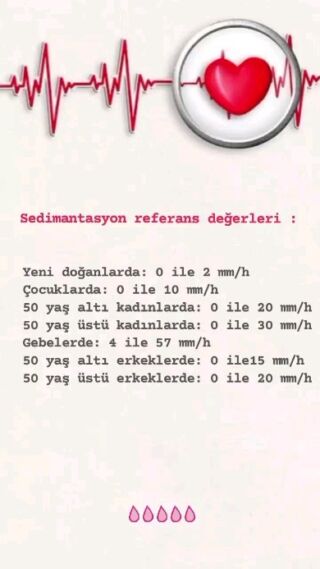 Sedimantasyon referans değerleri :
Yeni doğanlarda: 0 ile 2 mm/h
Çocuklarda: 0 ile 10 mm/h
50 yaş altı kadınlarda: 0 ile 20 mm/h
50 yaş üstü kadınlarda: 0 ile 30 mm/h
Gebelerde: 4 ile 57 mm/h
50 yaş altı erkeklerde: 0 ile15 mm/h
50 yaş üstü erkeklerde: 0 ile 20 mm/h